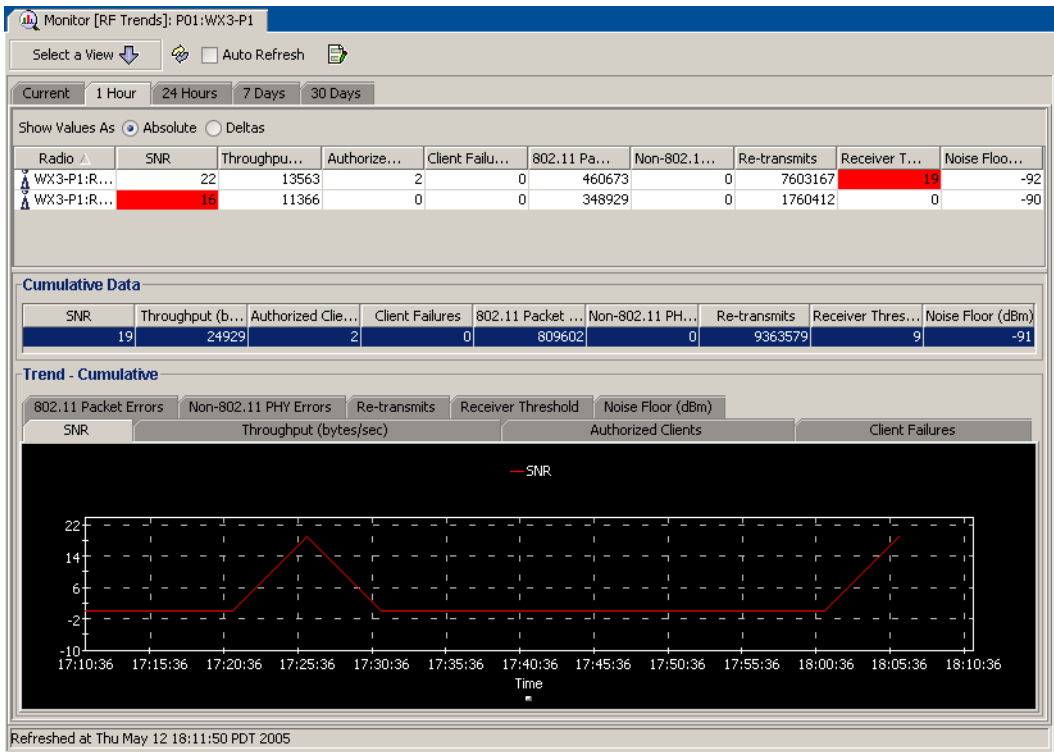 Monitor [RF Trends]: P01:WX3-P1
Select a View Auto Refresh
Current 1 Hour 24 Hours 7 Days 30 Days
Show Values As Absolute Deltas
Radio SNR Throughpu... Authorize... Client Failu... 802.11 Pa... Non-802.1... Re-transmits Receiver T... Noise Floo...
WX3-P1:R... 22 13563 2 0 460673 0 7603167 19 -92
WX3-P1:R... 16 11366 0 0 348929 0 1760412 0 -90
Cumulative Data
SNR Throughput (b... Authorized Clie... Client Failures 802.11 Packet ... Non-802.11 PH... Re-transmits Receiver Thres... Noise Floor (dBm)
19 24929 2 0 809602 0 9363579 9 -91
Trend - Cumulative
802.11 Packet Errors Non-802.11 PHY Errors Re-transmits Receiver Threshold Noise Floor (dBm)
SNR Throughput (bytes/sec) Authorized Clients Client Failures
SNR
22
14
6
-2
-10
17:10:36 17:15:36 17:20:36 17:25:36 17:30:36 17:35:36 17:40:36 17:45:36 17:50:36 17:55:36 18:00:36 18:05:36 18:10:36
Time
Refreshed at Thu May 12 18:11:50 PDT 2005